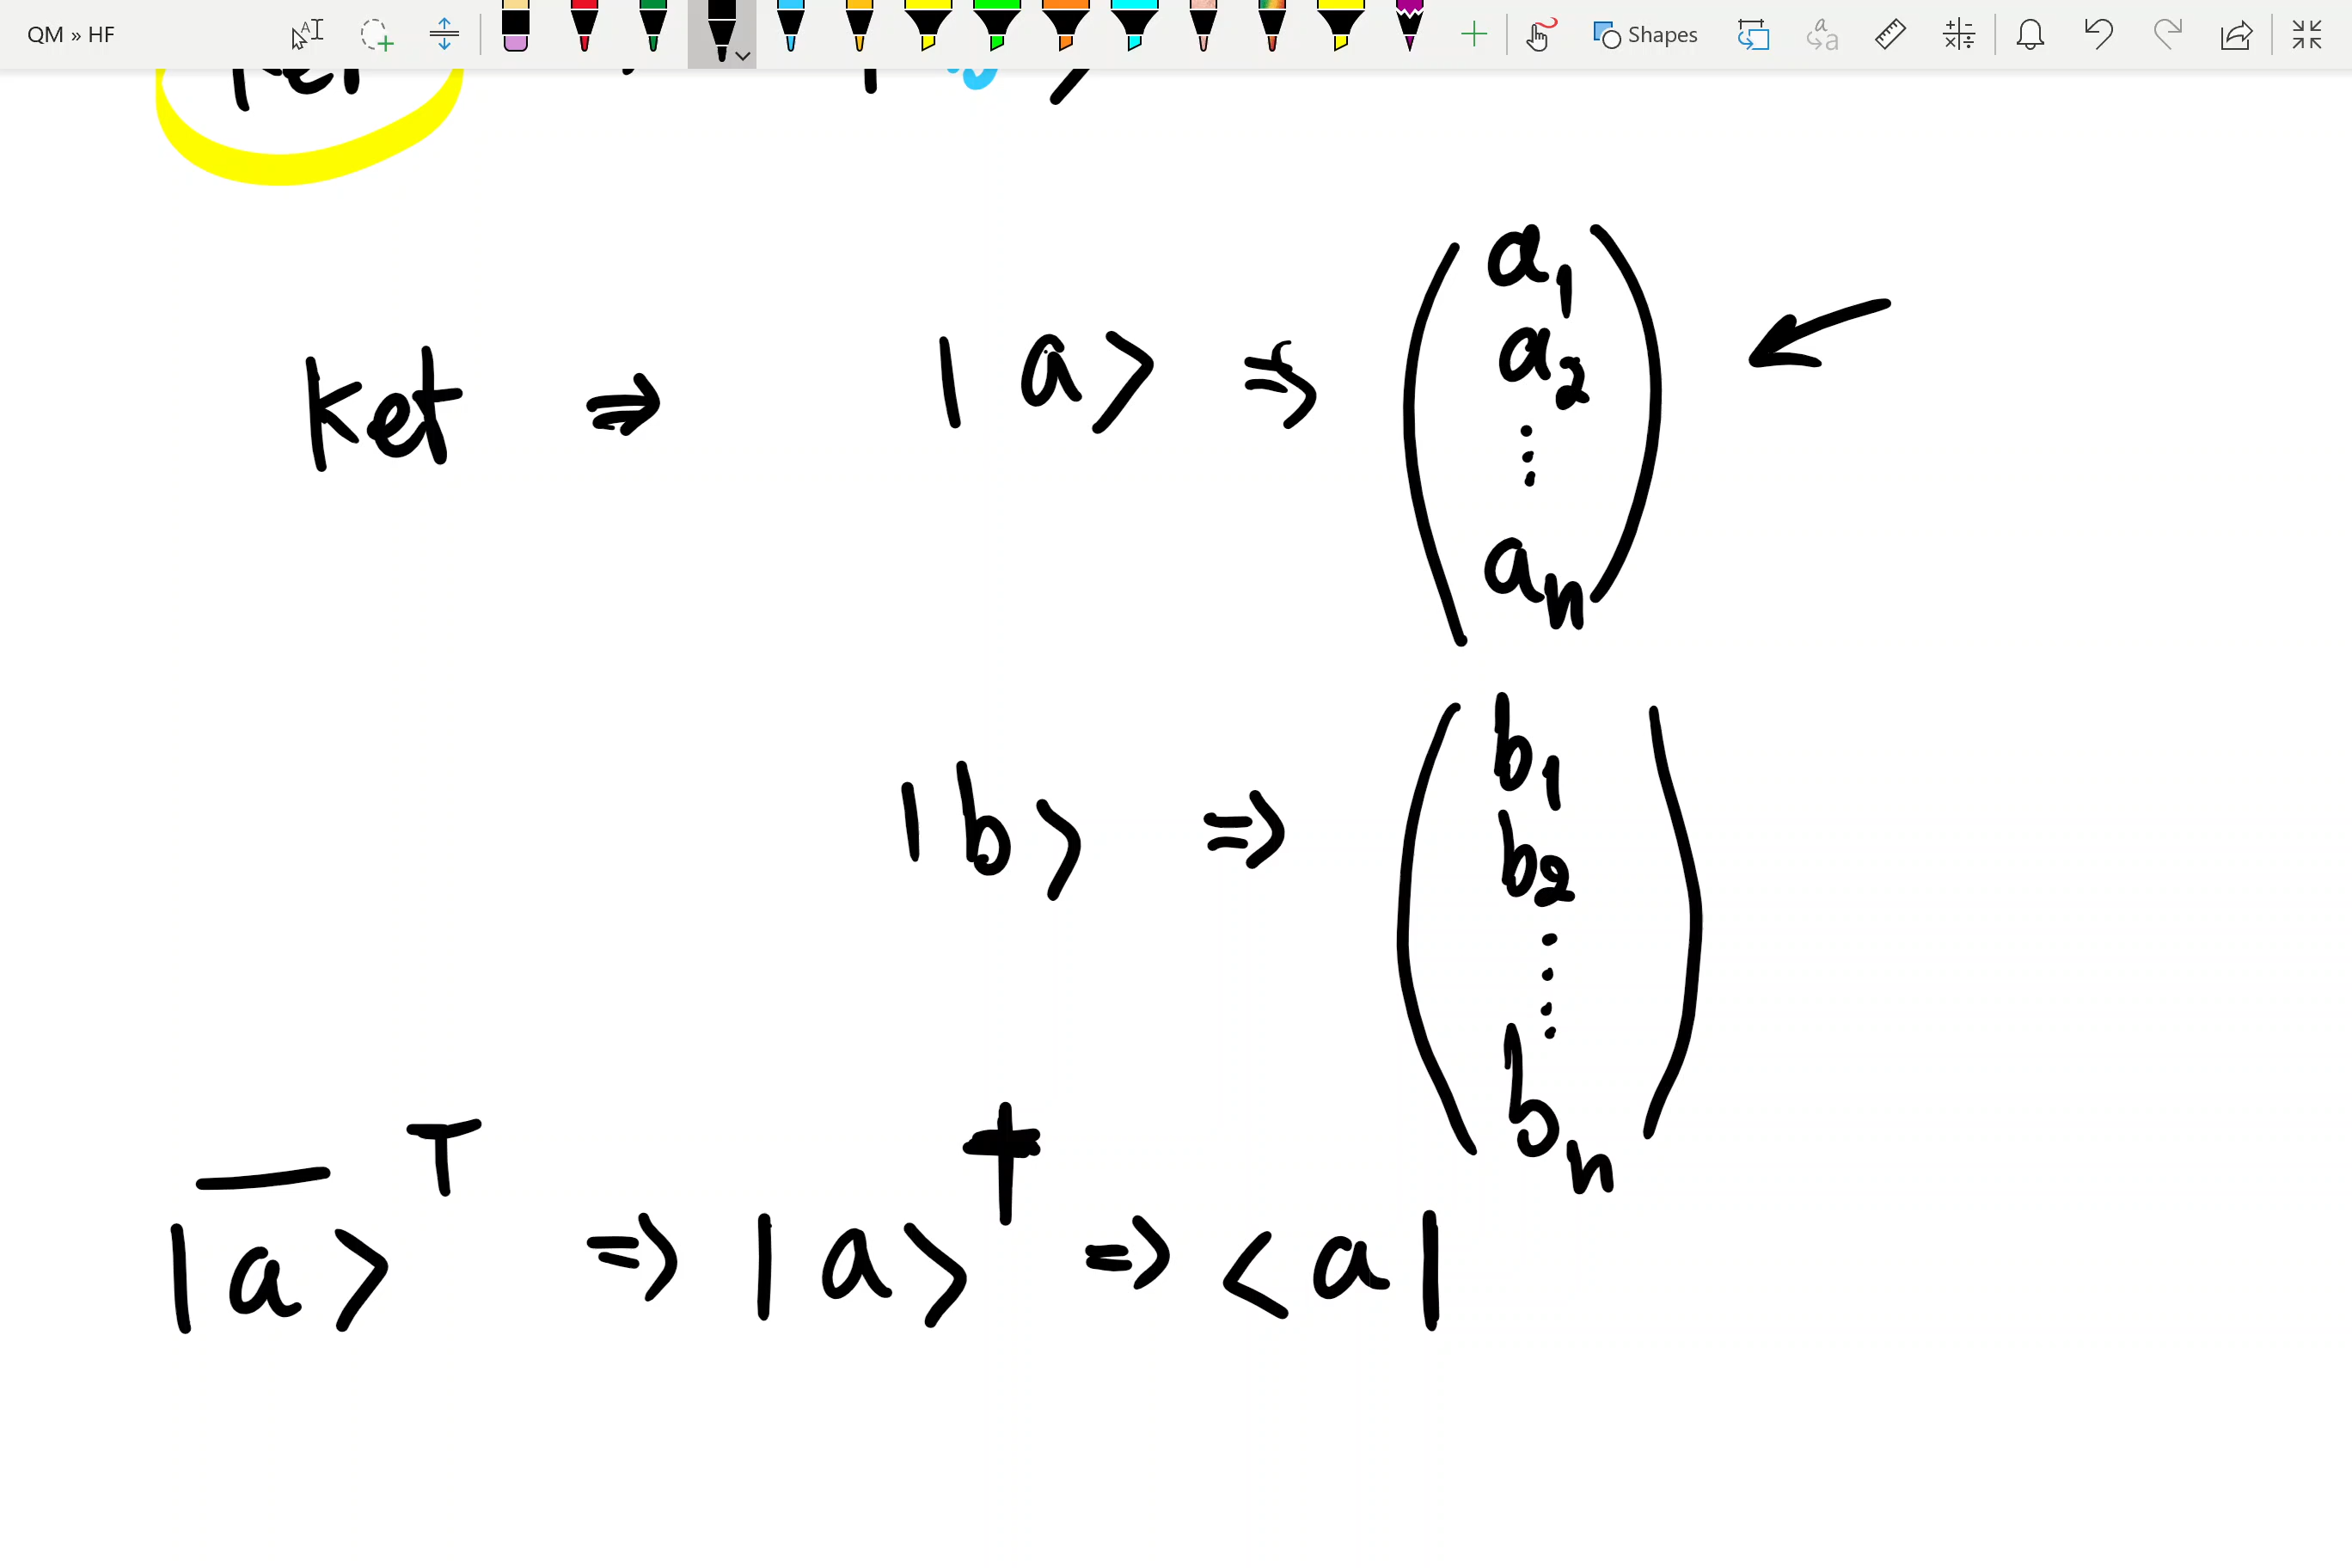 QM » HF
Shapes
Ket ⇒ |a⟩ ⇒ (a₁ a₂ ⋮ aₙ)
|b⟩ ⇒ (b₁ b₂ ⋮ bₙ)
‾|a⟩ᵀ ⇒ |a⟩† ⇒ <a|